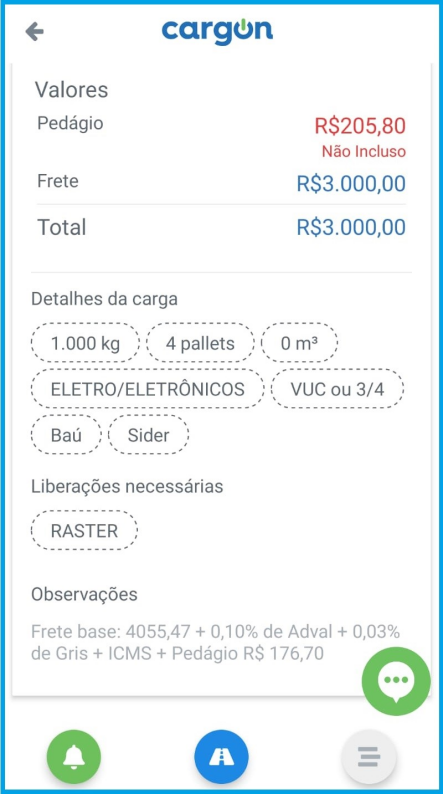 cargon
Valores
Pedágio R$205,80
Não Incluso
Frete R$3.000,00
Total R$3.000,00
Detalhes da carga
1.000 kg 4 pallets 0 m³
ELETRO/ELETRÔNICOS VUC ou 3/4
Baú Sider
Liberações necessárias
RASTER
Observações
Frete base: 4055,47 + 0,10% de Adval + 0,03%
de Gris + ICMS + Pedágio R$ 176,70